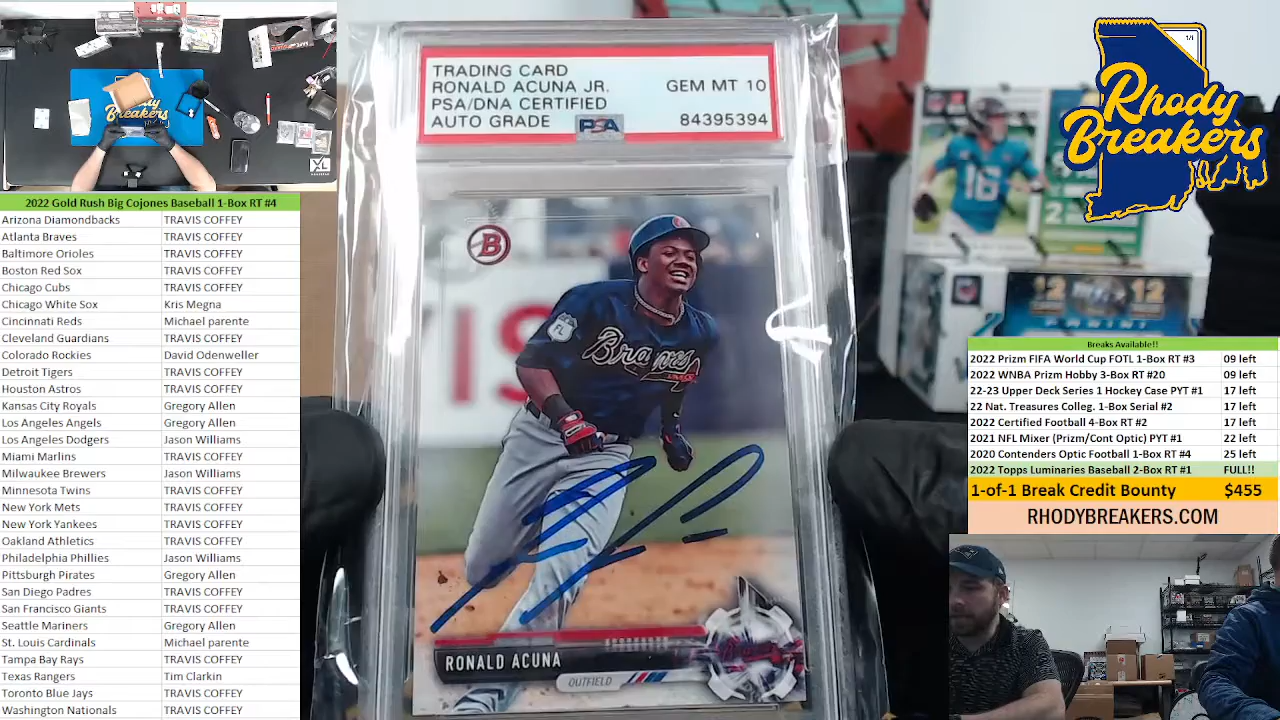 TRADING CARD
RONALD ACUNA JR. GEM MT 10
PSA/DNA CERTIFIED
AUTO GRADE PSA 84395394
B
FL
Braves
RONALD ACUNA
OUTFIELD
Rhody
Breakers
1/1
16
12 12
PANINI
Rhody
Breakers
2022 Gold Rush Big Cojones Baseball 1-Box RT #4
Arizona Diamondbacks TRAVIS COFFEY
Atlanta Braves TRAVIS COFFEY
Baltimore Orioles TRAVIS COFFEY
Boston Red Sox TRAVIS COFFEY
Chicago Cubs TRAVIS COFFEY
Chicago White Sox Kris Megna
Cincinnati Reds Michael parente
Cleveland Guardians TRAVIS COFFEY
Colorado Rockies David Odenweller
Detroit Tigers TRAVIS COFFEY
Houston Astros TRAVIS COFFEY
Kansas City Royals Gregory Allen
Los Angeles Angels Gregory Allen
Los Angeles Dodgers Jason Williams
Miami Marlins TRAVIS COFFEY
Milwaukee Brewers Jason Williams
Minnesota Twins TRAVIS COFFEY
New York Mets TRAVIS COFFEY
New York Yankees TRAVIS COFFEY
Oakland Athletics TRAVIS COFFEY
Philadelphia Phillies Jason Williams
Pittsburgh Pirates Gregory Allen
San Diego Padres TRAVIS COFFEY
San Francisco Giants TRAVIS COFFEY
Seattle Mariners Gregory Allen
St. Louis Cardinals Michael parente
Tampa Bay Rays TRAVIS COFFEY
Texas Rangers Tim Clarkin
Toronto Blue Jays TRAVIS COFFEY
Washington Nationals TRAVIS COFFEY
Breaks Available!!
2022 Prizm FIFA World Cup FOTL 1-Box RT #3 09 left
2022 WNBA Prizm Hobby 3-Box RT #20 09 left
22-23 Upper Deck Series 1 Hockey Case PYT #1 17 left
22 Nat. Treasures Colleg. 1-Box Serial #2 17 left
2022 Certified Football 4-Box RT #2 17 left
2021 NFL Mixer (Prizm/Cont Optic) PYT #1 22 left
2020 Contenders Optic Football 1-Box RT #4 25 left
2022 Topps Luminaries Baseball 2-Box RT #1 FULL!!
1-of-1 Break Credit Bounty $455
RHODYBREAKERS.COM